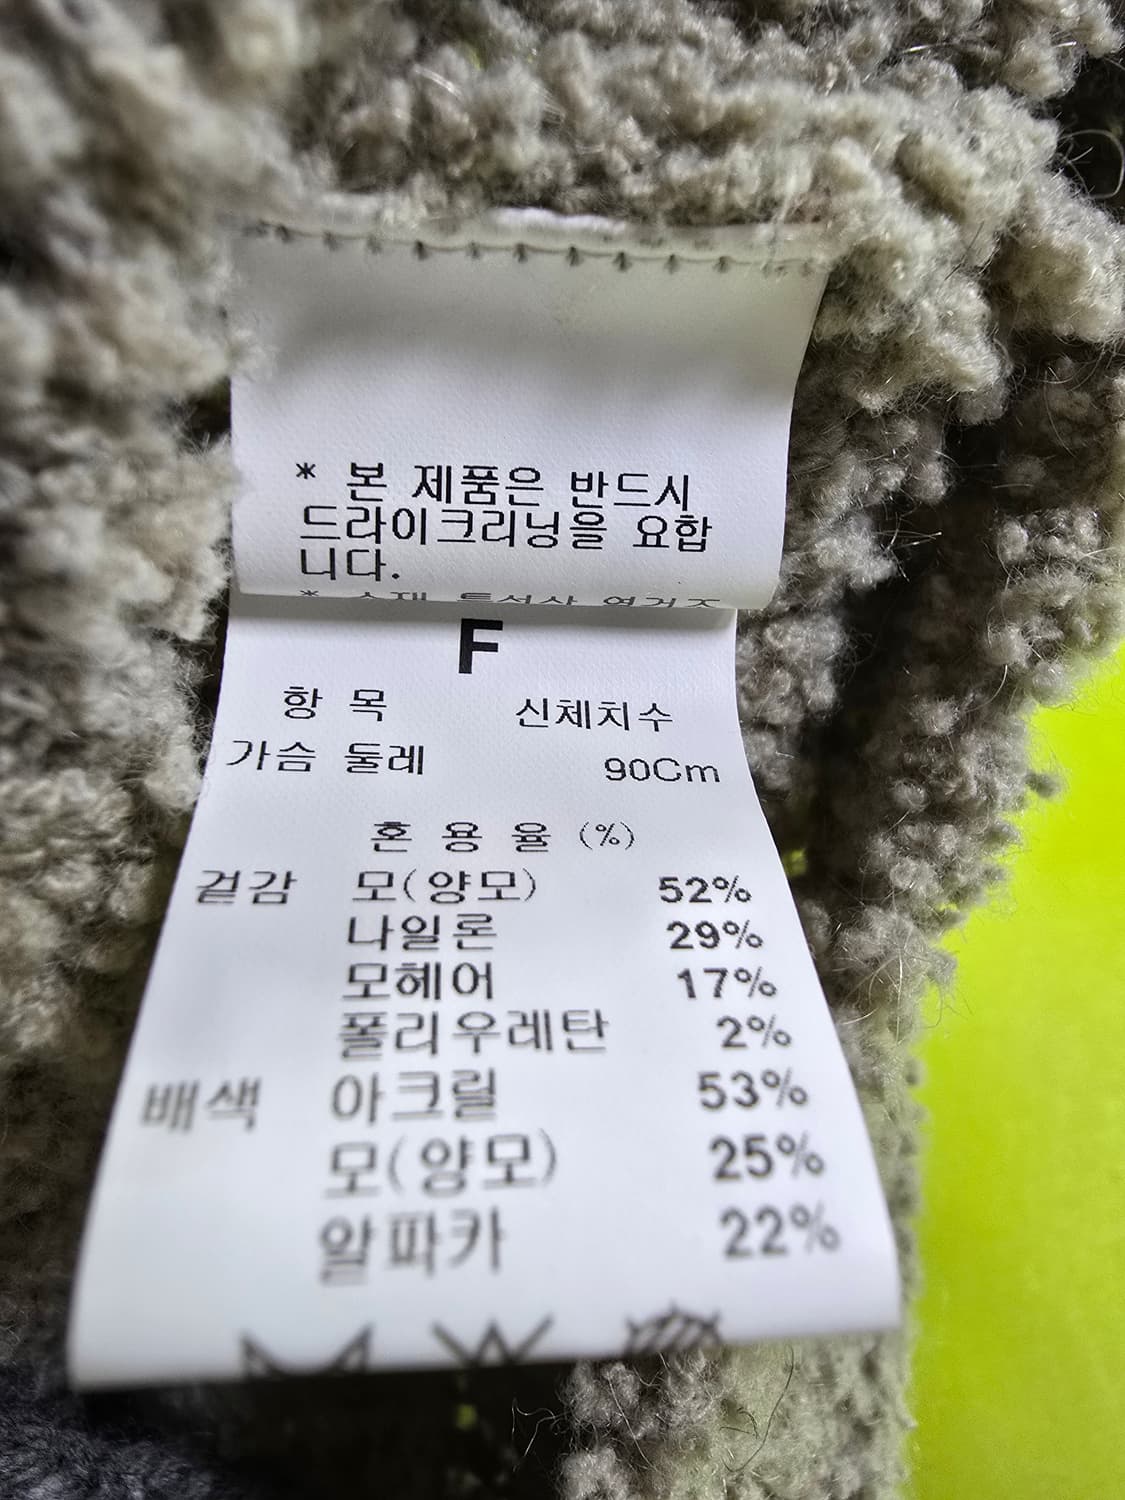 * 본 제품은 반드시
드라이크리닝을 요합
니다.
F
항 목 신체치수
가슴 둘레 90Cm
혼 용 율 (%)
겉감 모(양모) 52%
나일론 29%
모헤어 17%
폴리우레탄 2%
배색 아크릴 53%
모(양모) 25%
알파카 22%